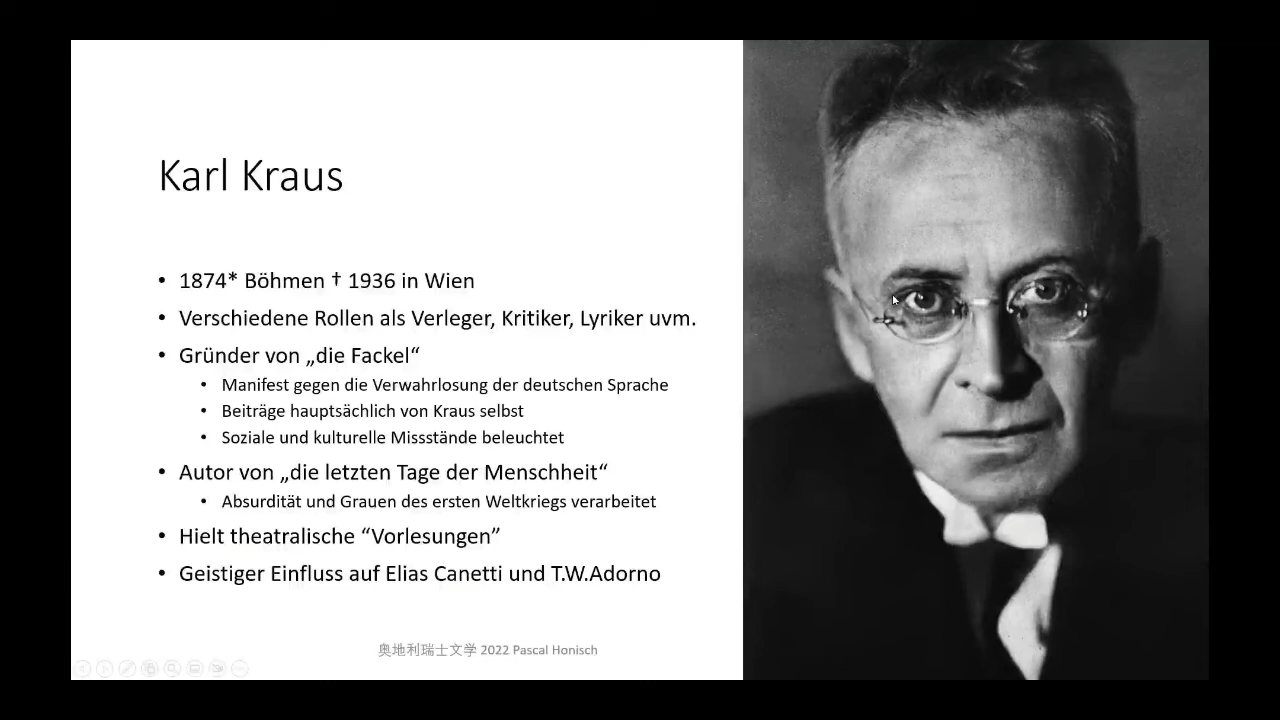 Karl Kraus
• 1874* Böhmen † 1936 in Wien
• Verschiedene Rollen als Verleger, Kritiker, Lyriker uvm.
• Gründer von „die Fackel“
• Manifest gegen die Verwahrlosung der deutschen Sprache
• Beiträge hauptsächlich von Kraus selbst
• Soziale und kulturelle Missstände beleuchtet
• Autor von „die letzten Tage der Menschheit“
• Absurdität und Grauen des ersten Weltkriegs verarbeitet
• Hielt theatralische “Vorlesungen”
• Geistiger Einfluss auf Elias Canetti und T.W.Adorno
奥地利瑞士文学 2022 Pascal Honisch